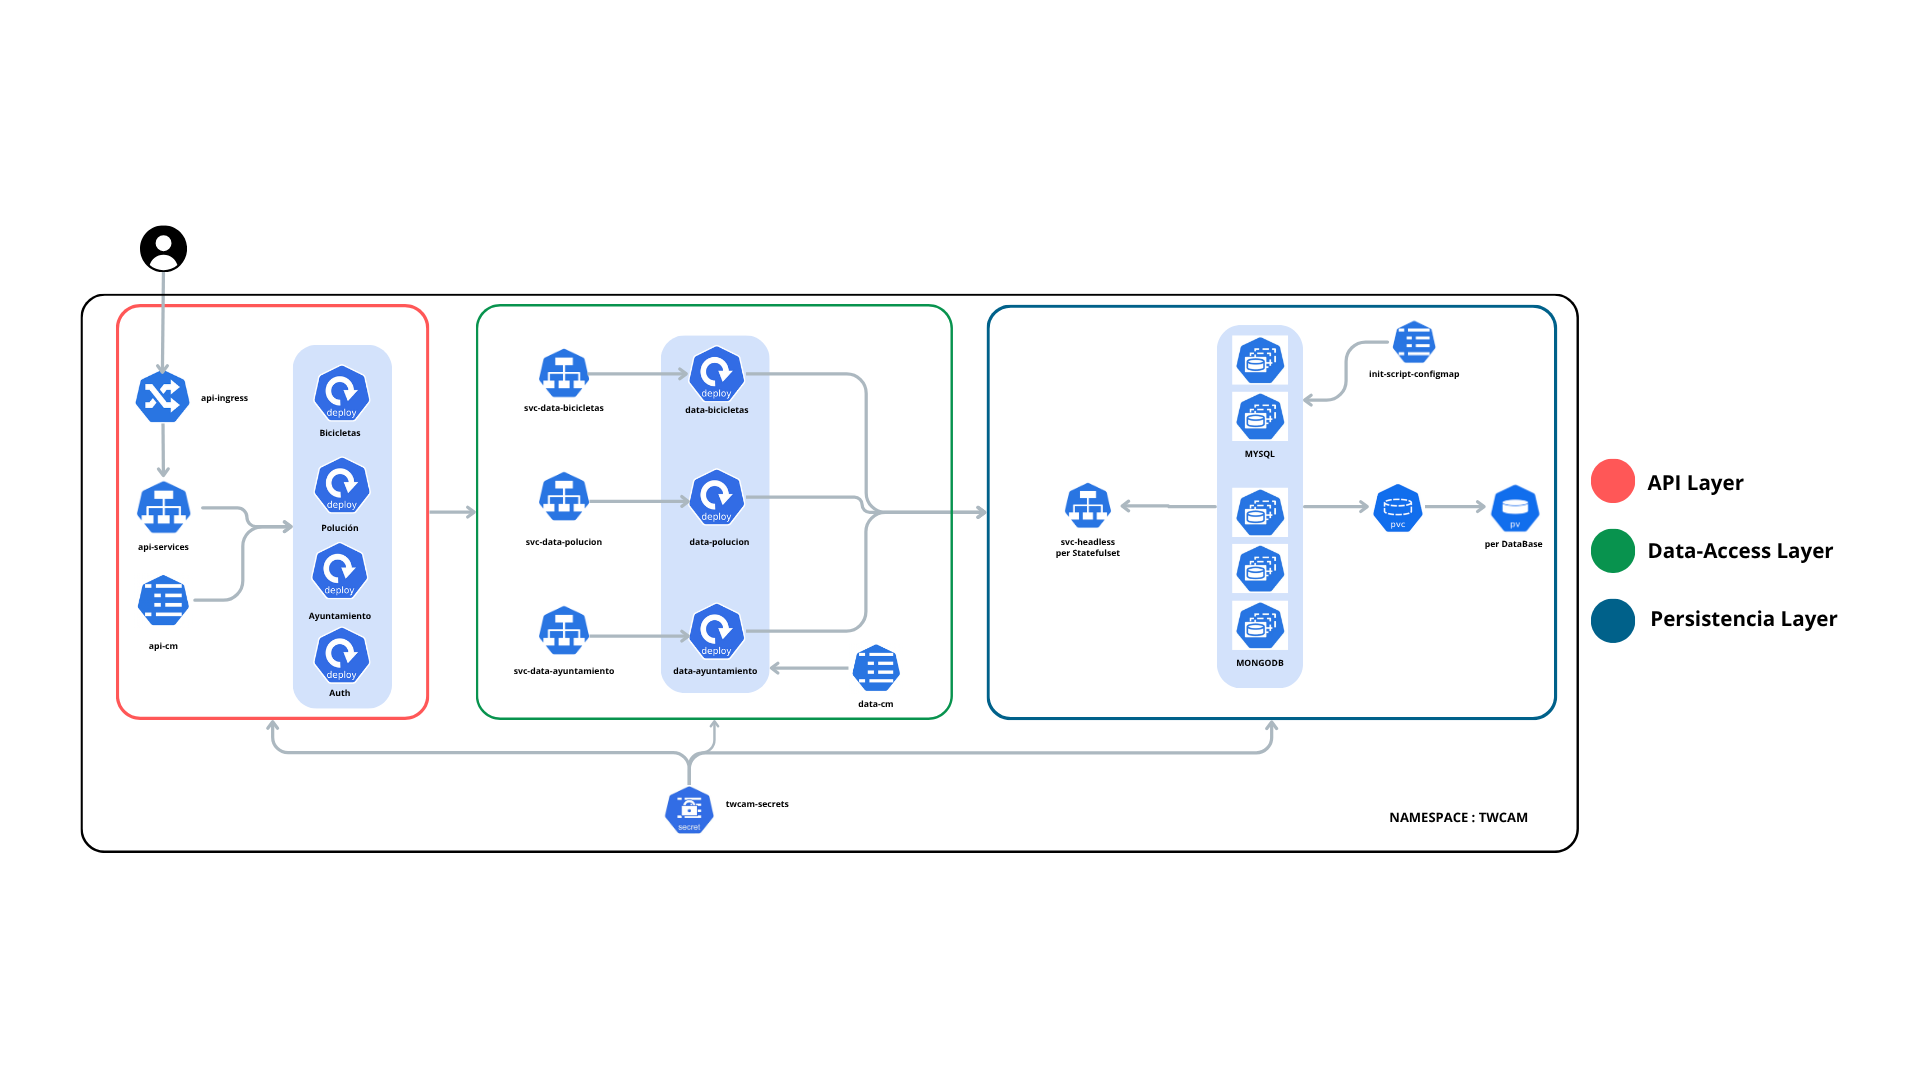 api-ingress
api-services
api-cm
deploy
Bicicletas
deploy
Polución
deploy
Ayuntamiento
deploy
Auth
svc-data-bicicletas
deploy
data-bicicletas
svc-data-polucion
deploy
data-polucion
svc-data-ayuntamiento
deploy
data-ayuntamiento
data-cm
svc-headless
per Statefulset
MYSQL
MONGODB
init-script-configmap
pvc
pv
per DataBase
secret
twcam-secrets
NAMESPACE : TWCAM
API Layer
Data-Access Layer
Persistencia Layer